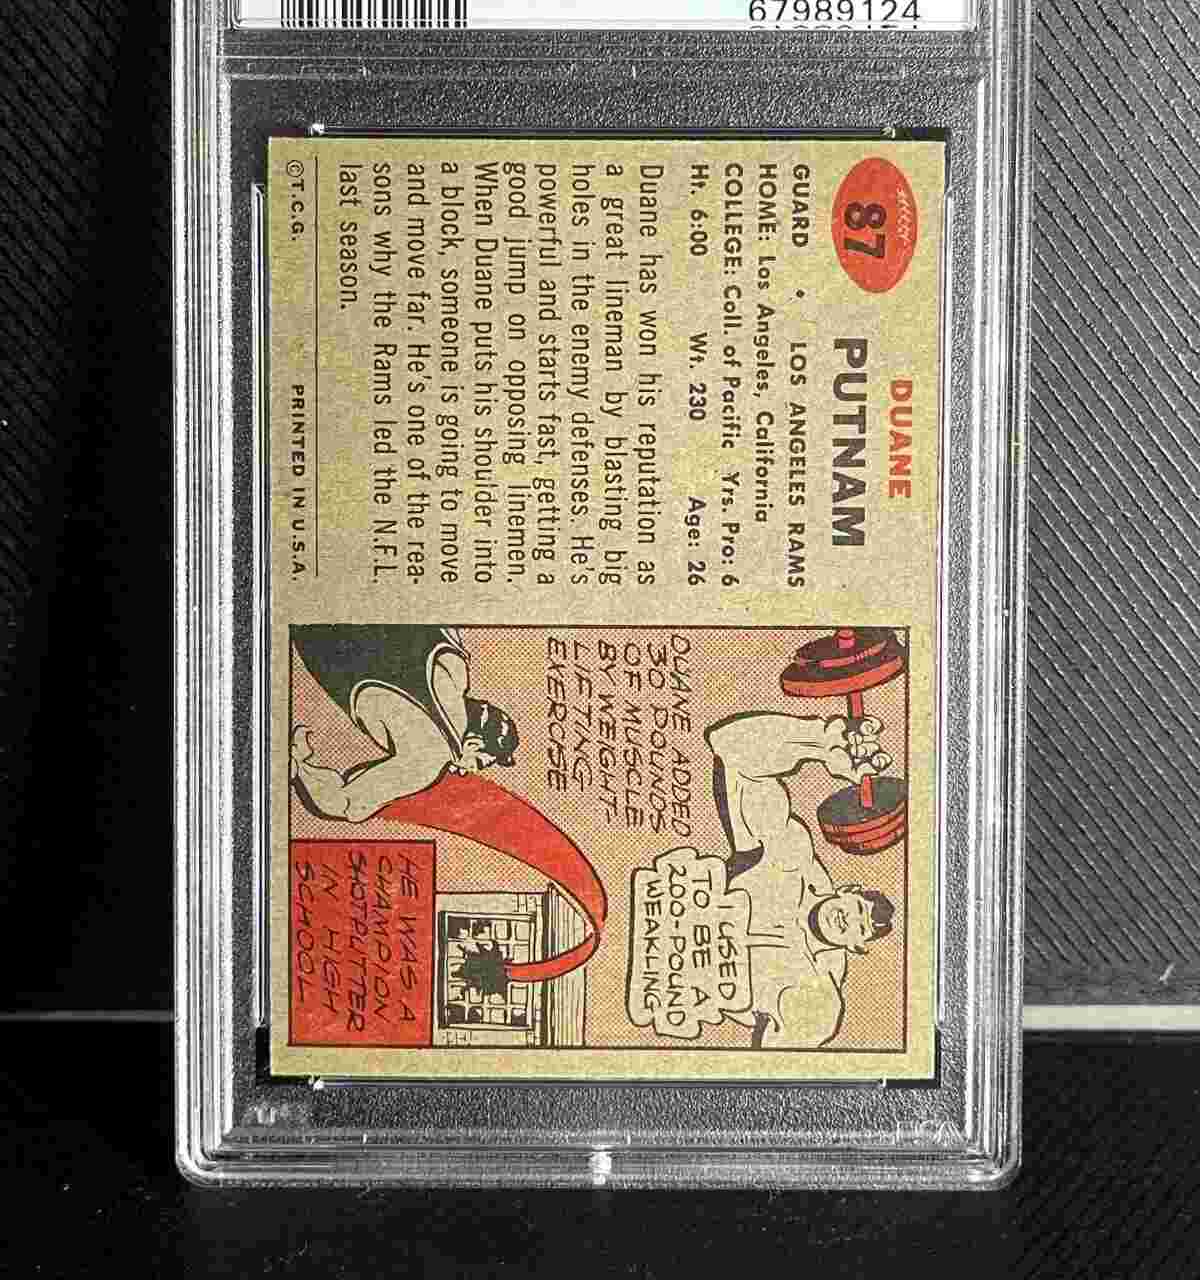 67989124
87
DUANE
PUTNAM
GUARD • LOS ANGELES RAMS
HOME: Los Angeles, California
COLLEGE: Coll. of Pacific Yrs. Pro: 6
Ht. 6:00 Wt. 230 Age: 26
Duane has won his reputation as
a great lineman by blasting big
holes in the enemy defenses. He's
powerful and starts fast, getting a
good jump on opposing linemen.
When Duane puts his shoulder into
a block, someone is going to move
and move far. He's one of the rea-
sons why the Rams led the N.F.L.
last season.
©T.C.G. PRINTED IN U.S.A.
DUANE ADDED
30 POUNDS
OF MUSCLE
BY WEIGHT-
LIFTING
EXERCISE
I USED
TO BE A
200-POUND
WEAKLING
HE WAS A
CHAMPION
SHOTPUTTER
IN HIGH
SCHOOL